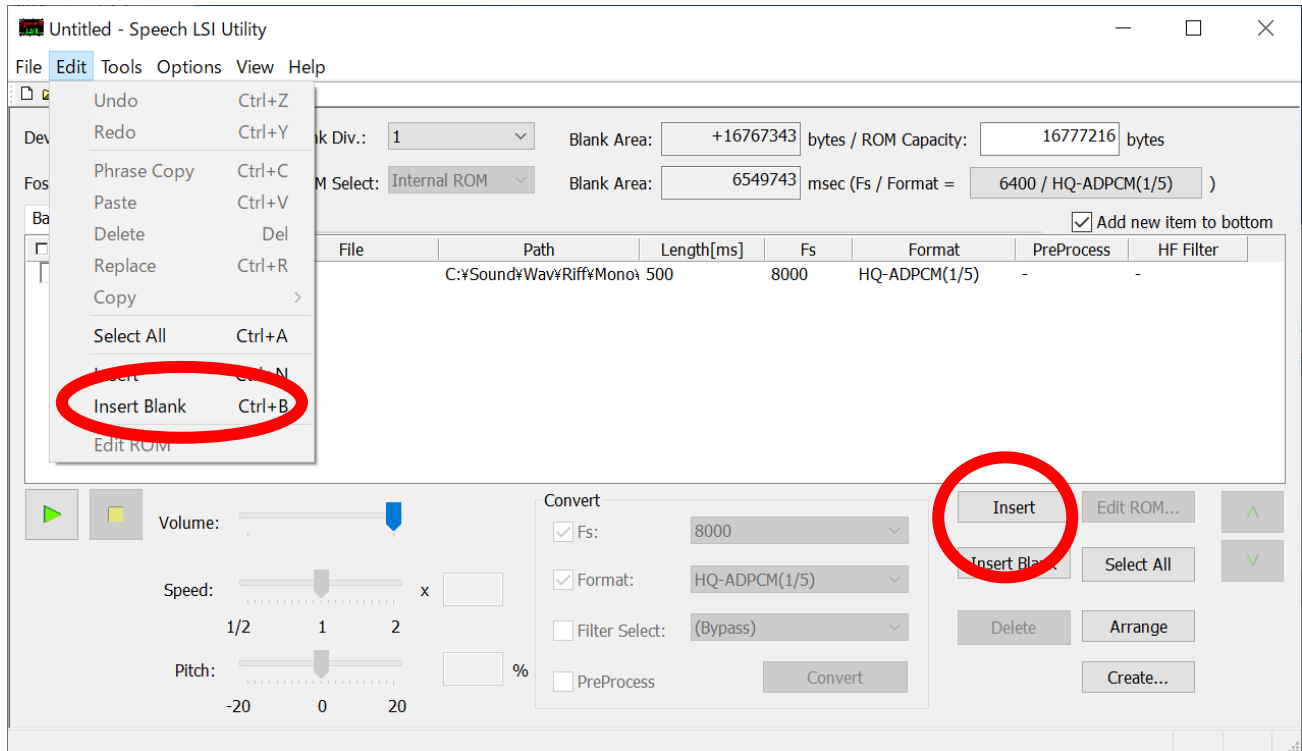 Untitled - Speech LSI Utility
File Edit Tools Options View Help
Undo Ctrl+Z
Redo Ctrl+Y
Phrase Copy Ctrl+C
Paste Ctrl+V
Delete Del
Replace Ctrl+R
Copy >
Select All Ctrl+A
Insert Ctrl+N
Insert Blank Ctrl+B
Edit ROM
Div.: 1 Blank Area: +16767343 bytes / ROM Capacity: 16777216 bytes
Select: Internal ROM Blank Area: 6549743 msec (Fs / Format = 6400 / HQ-ADPCM(1/5) )
Add new item to bottom
File Path Length[ms] Fs Format PreProcess HF Filter
C:¥Sound¥Wav¥Riff¥Mono¥ 500 8000 HQ-ADPCM(1/5) - -
Volume:
Speed: x
1/2 1 2
Pitch: %
-20 0 20
Convert
Fs: 8000
Format: HQ-ADPCM(1/5)
Filter Select: (Bypass)
PreProcess Convert
Insert Edit ROM...
Insert Blank Select All
Delete Arrange
Create...